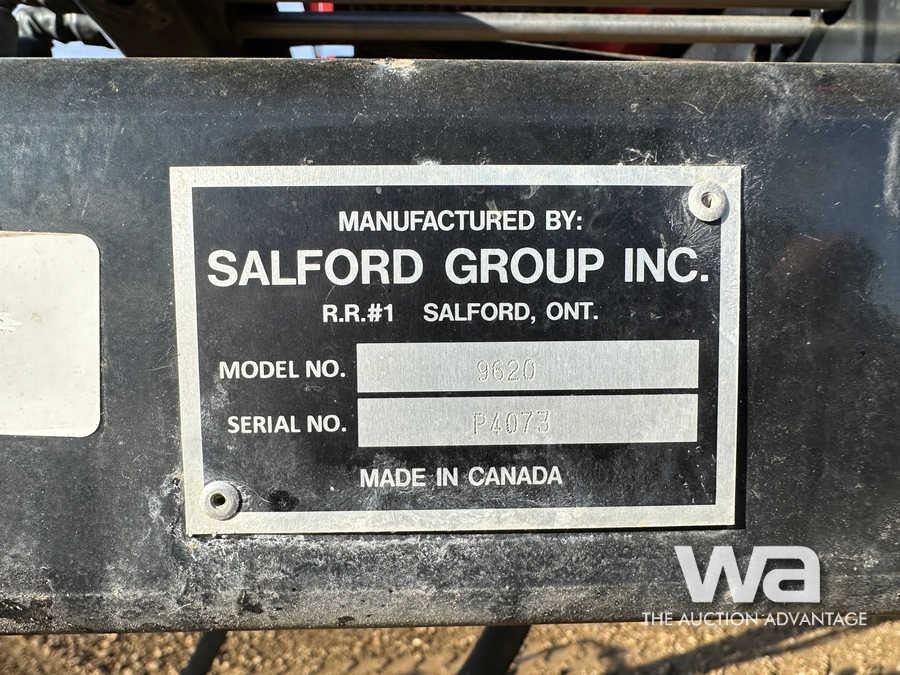 MANUFACTURED BY:
SALFORD GROUP INC.
R.R.#1 SALFORD, ONT.
MODEL NO. 9620
SERIAL NO. P4073
MADE IN CANADA
wa
THE AUCTION ADVANTAGE